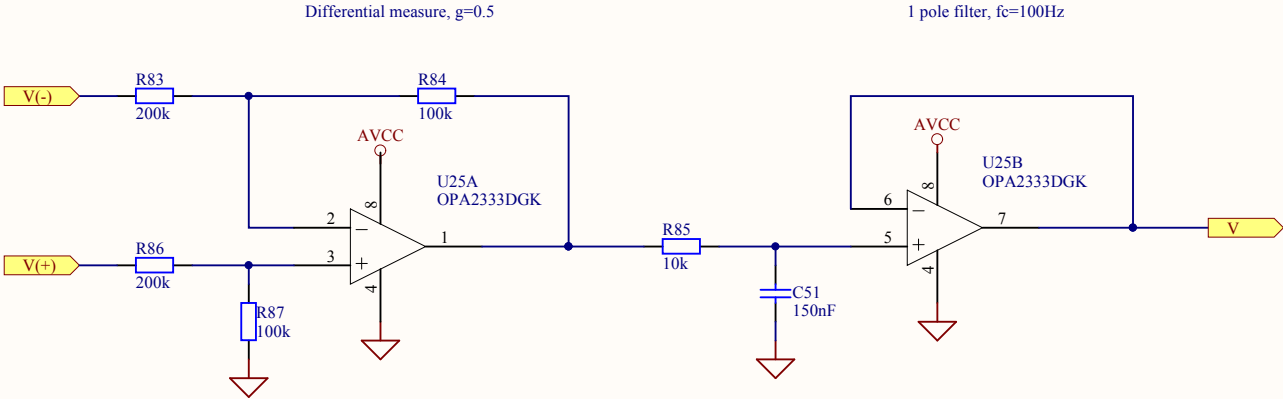 Differential measure, g=0.5
1 pole filter, fc=100Hz
R83
V(-)
200k
R84
100k
AVCC
8
U25A
OPA2333DGK
2
1
3
4
R86
V(+)
200k
R87
100k
R85
10k
C51
150nF
AVCC
8
U25B
OPA2333DGK
6
7
5
4
V